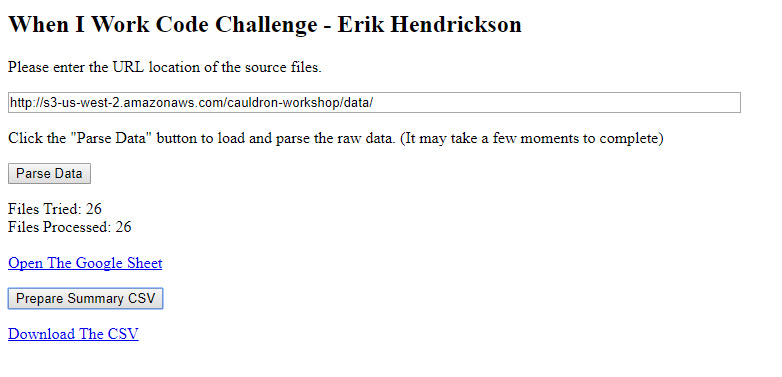 When I Work Code Challenge - Erik Hendrickson
Please enter the URL location of the source files.
http://s3-us-west-2.amazonaws.com/cauldron-workshop/data/
Click the "Parse Data" button to load and parse the raw data. (It may take a few moments to complete)
Parse Data
Files Tried: 26
Files Processed: 26
Open The Google Sheet
Prepare Summary CSV
Download The CSV